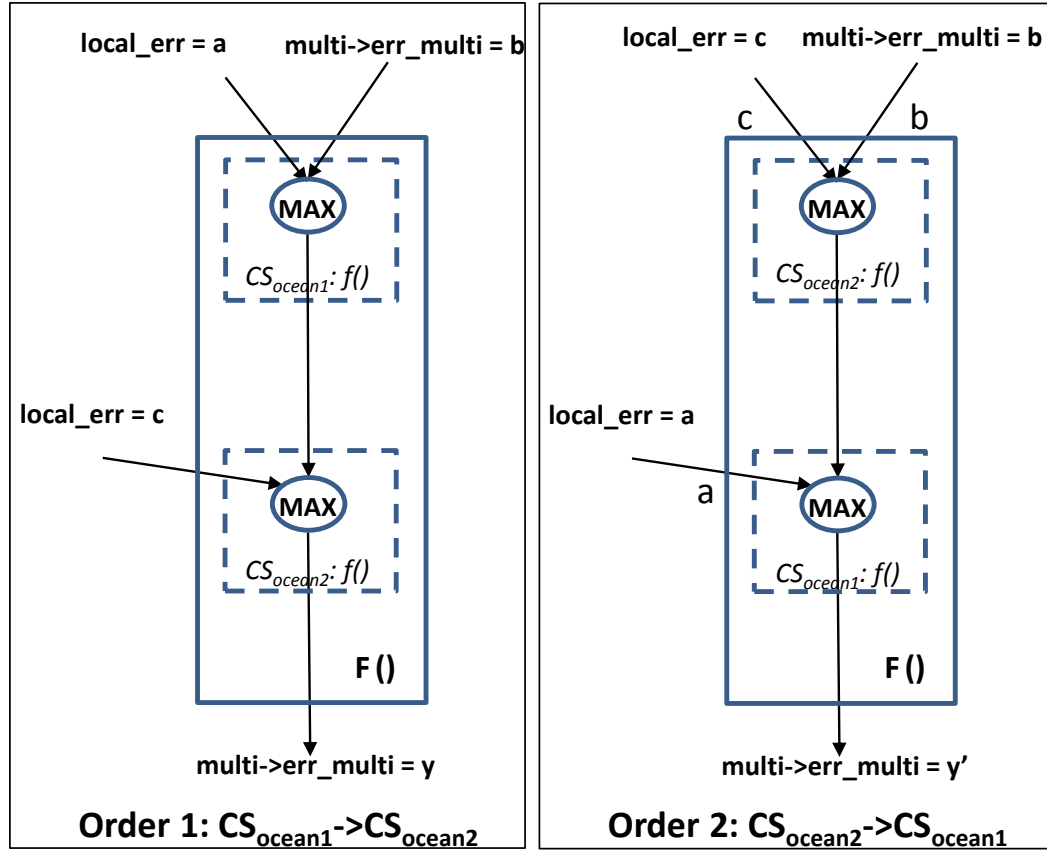 local_err = a
multi->err_multi = b
MAX
CSocean1: f()
local_err = c
MAX
CSocean2: f()
F ()
multi->err_multi = y
Order 1: CSocean1->CSocean2
local_err = c
multi->err_multi = b
c
b
MAX
CSocean2: f()
local_err = a
a
MAX
CSocean1: f()
F ()
multi->err_multi = y’
Order 2: CSocean2->CSocean1